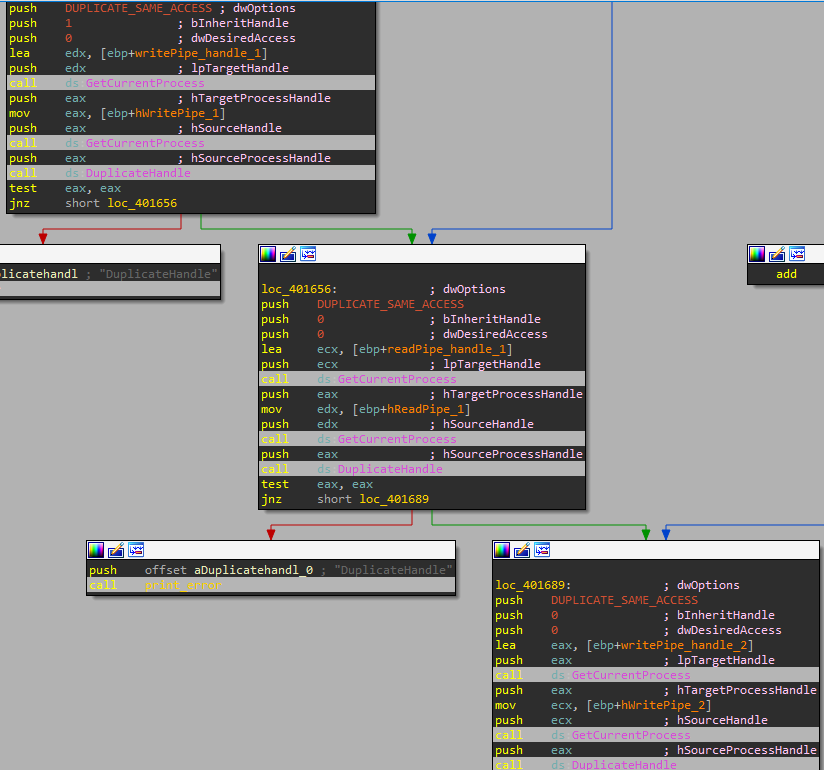 push DUPLICATE_SAME_ACCESS ; dwOptions
push 1 ; bInheritHandle
push 0 ; dwDesiredAccess
lea edx, [ebp+writePipe_handle_1]
push edx ; lpTargetHandle
call ds GetCurrentProcess
push eax ; hTargetProcessHandle
mov eax, [ebp+hWritePipe_1]
push eax ; hSourceHandle
call ds GetCurrentProcess
push eax ; hSourceProcessHandle
call ds DuplicateHandle
test eax, eax
jnz short loc_401656
plicatehandl ; "DuplicateHandle"
loc_401656: ; dwOptions
push DUPLICATE_SAME_ACCESS
push 0 ; bInheritHandle
push 0 ; dwDesiredAccess
lea ecx, [ebp+readPipe_handle_1]
push ecx ; lpTargetHandle
call ds GetCurrentProcess
push eax ; hTargetProcessHandle
mov edx, [ebp+hReadPipe_1]
push edx ; hSourceHandle
call ds GetCurrentProcess
push eax ; hSourceProcessHandle
call ds DuplicateHandle
test eax, eax
jnz short loc_401689
add
push offset aDuplicatehandl_0 ; "DuplicateHandle"
call print_error
loc_401689: ; dwOptions
push DUPLICATE_SAME_ACCESS
push 0 ; bInheritHandle
push 0 ; dwDesiredAccess
lea eax, [ebp+writePipe_handle_2]
push eax ; lpTargetHandle
call ds GetCurrentProcess
push eax ; hTargetProcessHandle
mov ecx, [ebp+hWritePipe_2]
push ecx ; hSourceHandle
call ds GetCurrentProcess
push eax ; hSourceProcessHandle
call ds DuplicateHandle